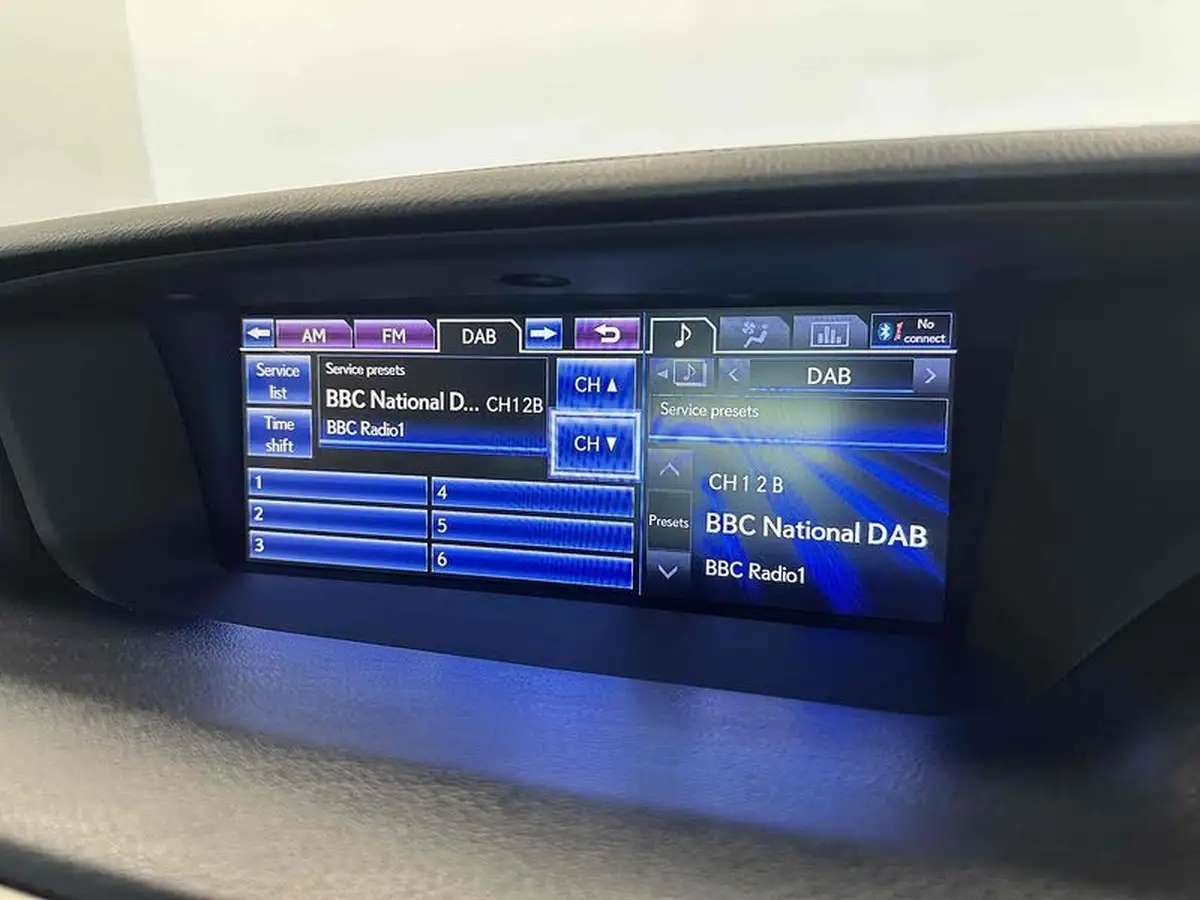 AM
FM
DAB
Service
list
Time
shift
Service presets
BBC National D... CH12B
BBC Radio1
CH ▲
CH ▼
1
2
3
4
5
6
No
connect
DAB
Service presets
CH 1 2 B
Presets
BBC National DAB
BBC Radio1